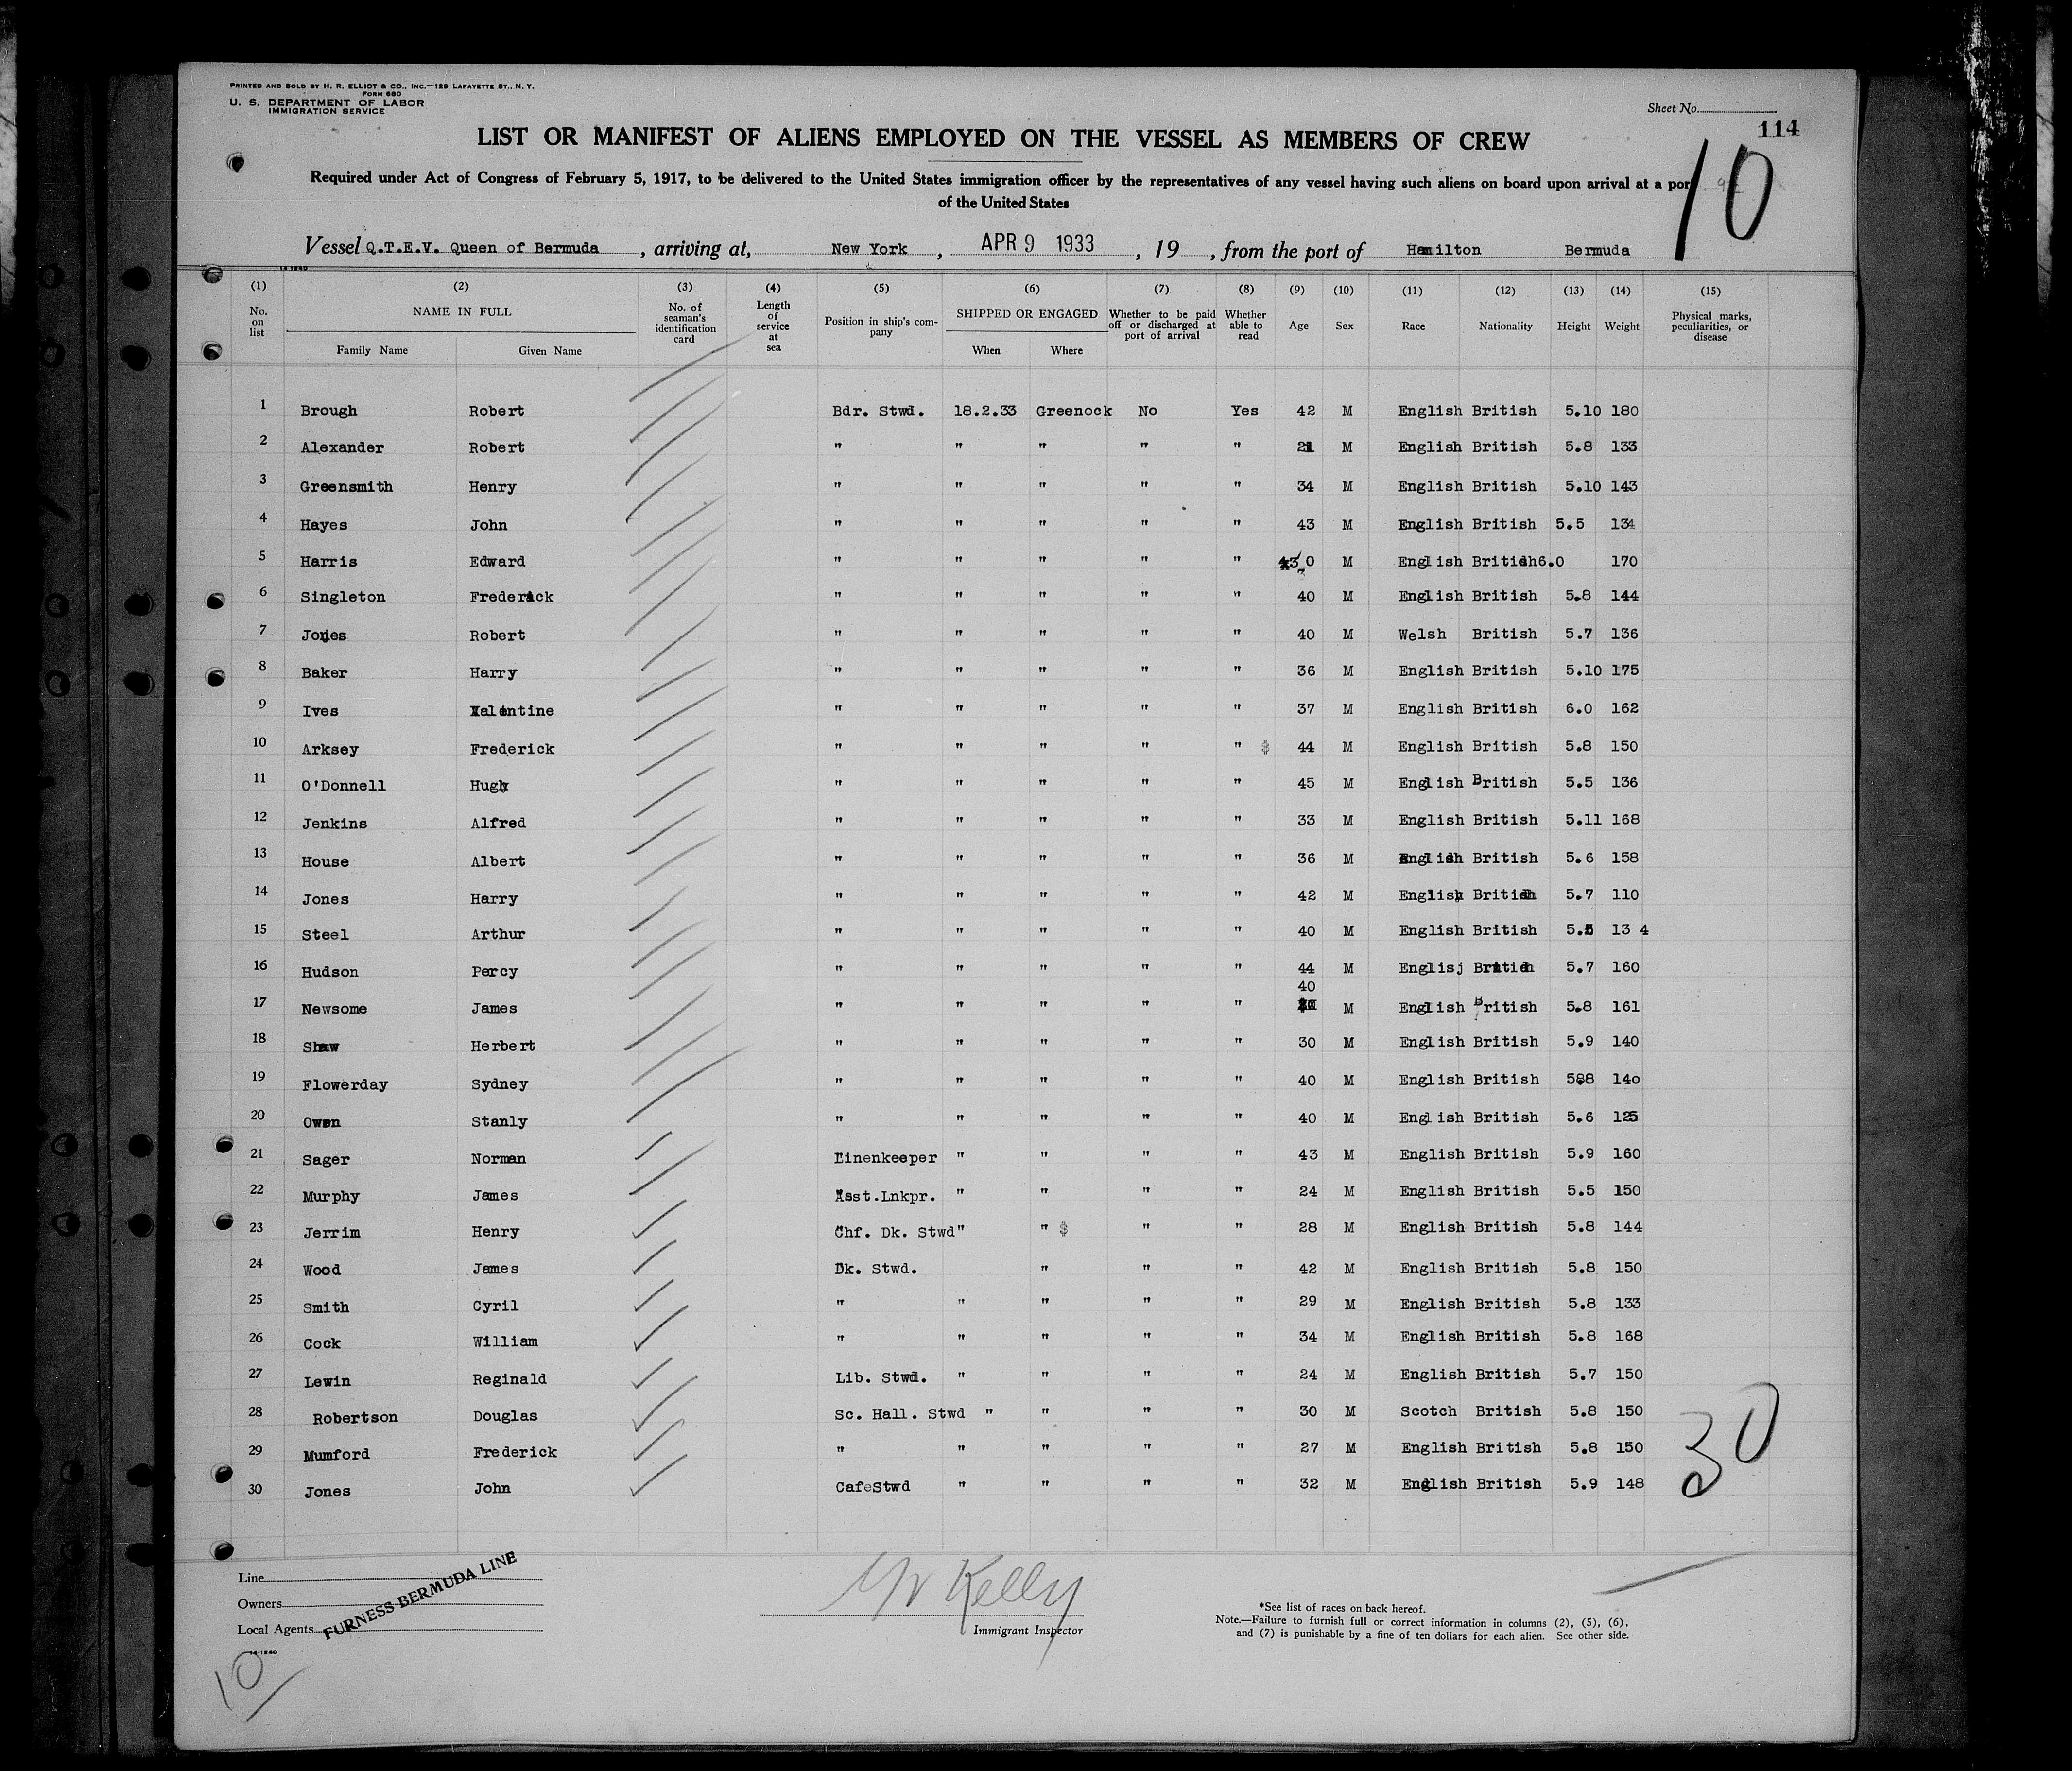 PRINTED AND SOLD BY H. R. ELLIOT & CO., INC.—129 LAFAYETTE ST., N. Y.
FORM 680
U. S. DEPARTMENT OF LABOR
IMMIGRATION SERVICE
Sheet No.
114
10
LIST OR MANIFEST OF ALIENS EMPLOYED ON THE VESSEL AS MEMBERS OF CREW
Required under Act of Congress of February 5, 1917, to be delivered to the United States immigration officer by the representatives of any vessel having such aliens on board upon arrival at a port
of the United States
Vessel Q.T.E.V. Queen of Bermuda , arriving at, New York , APR 9 1933 , 19 , from the port of Hamilton Bermuda
14-1240
(1) (2) (3) (4) (5) (6) (7) (8) (9) (10) (11) (12) (13) (14) (15)
No. on list NAME IN FULL Family Name Given Name No. of seaman's identification card Length of service at sea Position in ship's company SHIPPED OR ENGAGED When Where Whether to be paid off or discharged at port of arrival Whether able to read Age Sex Race Nationality Height Weight Physical marks, peculiarities, or disease
1 Brough Robert Bdr. Stwd. 18.2.33 Greenock No Yes 42 M English British 5.10 180
2 Alexander Robert " " " " " 21 M English British 5.8 133
3 Greensmith Henry " " " " " 34 M English British 5.10 143
4 Hayes John " " " " " 43 M English British 5.5 134
5 Harris Edward " " " " " M English British 6.0 170
6 Singleton Frederick " " " " " 40 M English British 5.8 144
7 Jones Robert " " " " " 40 M Welsh British 5.7 136
8 Baker Harry " " " " " 36 M English British 5.10 175
9 Ives Valentine " " " " " 37 M English British 6.0 162
10 Arksey Frederick " " " " " 44 M English British 5.8 150
11 O'Donnell Hugh " " " " " 45 M English British 5.5 136
12 Jenkins Alfred " " " " " 33 M English British 5.11 168
13 House Albert " " " " " 36 M English British 5.6 158
14 Jones Harry " " " " " 42 M English British 5.7 110
15 Steel Arthur " " " " " 40 M English British 5.5 13 4
16 Hudson Percy " " " " " 44 M Englisj British 5.7 160
17 Newsome James " " " " " 40 M English British 5.8 161
18 Shaw Herbert " " " " " 30 M English British 5.9 140
19 Flowerday Sydney " " " " " 40 M English British 588 140
20 Owen Stanly " " " " " 40 M English British 5.6 125
21 Sager Norman Linenkeeper " " " " 43 M English British 5.9 160
22 Murphy James Asst.Lnkpr. " " " " 24 M English British 5.5 150
23 Jerrim Henry Chf. Dk. Stwd " " " " 28 M English British 5.8 144
24 Wood James Dk. Stwd. " " " 42 M English British 5.8 150
25 Smith Cyril " " " " " 29 M English British 5.8 133
26 Cock William " " " " " 34 M English British 5.8 168
27 Lewin Reginald Lib. Stwd. " " " " 24 M English British 5.7 150
28 Robertson Douglas Sc. Hall. Stwd " " " " 30 M Scotch British 5.8 150
29 Mumford Frederick " " " " " 27 M English British 5.8 150
30 Jones John CafeStwd " " " " 32 M English British 5.9 148
30
Line
Owners
Local Agents
FURNESS BERMUDA LINE
14-1240
10
Kelly
Immigrant Inspector
*See list of races on back hereof.
Note.—Failure to furnish full or correct information in columns (2), (5), (6),
and (7) is punishable by a fine of ten dollars for each alien. See other side.